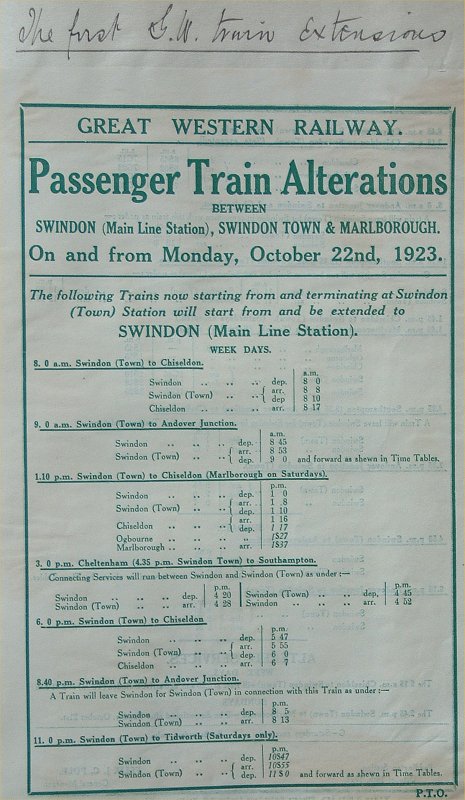 The first G.W. train extensions
GREAT WESTERN RAILWAY.
Passenger Train Alterations
BETWEEN
SWINDON (Main Line Station), SWINDON TOWN & MARLBOROUGH.
On and from Monday, October 22nd, 1923.
The following Trains now starting from and terminating at Swindon
(Town) Station will start from and be extended to
SWINDON (Main Line Station).
WEEK DAYS.
8. 0 a.m. Swindon (Town) to Chiseldon.
a.m.
Swindon .. .. .. dep. 8 0
Swindon (Town) .. .. { arr. 8 8
dep 8 10
Chiseldon .. .. .. arr. 8 17
9. 0 a.m. Swindon (Town) to Andover Junction.
a.m.
Swindon .. .. .. dep. 8 45
Swindon (Town) .. .. { arr. 8 53
dep. 9 0 and forward as shewn in Time Tables.
1.10 p.m. Swindon (Town) to Chiseldon (Marlborough on Saturdays).
p.m.
Swindon .. .. .. dep. 1 0
Swindon (Town) .. .. { arr. 1 8
dep. 1 10
Chiseldon .. .. .. { arr. 1 16
dep. 1 17
Ogbourne .. .. .. " 1S27
Marlborough .. .. .. arr. 1S37
3. 0 p.m. Cheltenham (4.35 p.m. Swindon Town) to Southampton.
Connecting Services will run between Swindon and Swindon (Town) as under :—
p.m. p.m.
Swindon .. .. .. dep. 4 20 Swindon (Town) .. .. dep. 4 45
Swindon (Town) .. .. arr. 4 28 Swindon .. .. .. arr. 4 52
6. 0 p.m. Swindon (Town) to Chiseldon
p.m.
Swindon .. .. .. dep. 5 47
Swindon (Town) .. .. { arr. 5 55
dep. 6 0
Chiseldon .. .. .. arr. 6 7
8.40 p.m. Swindon (Town) to Andover Junction.
A Train will leave Swindon for Swindon (Town) in connection with this Train as under :—
p.m.
Swindon .. .. .. dep. 8 5
Swindon (Town) .. .. arr. 8 13
11. 0 p.m. Swindon (Town) to Tidworth (Saturdays only).
p.m.
Swindon .. .. .. dep. 10S47
Swindon (Town) .. .. { arr. 10S55
dep. 11 S 0 and forward as shewn in Time Tables.
P.T.O.